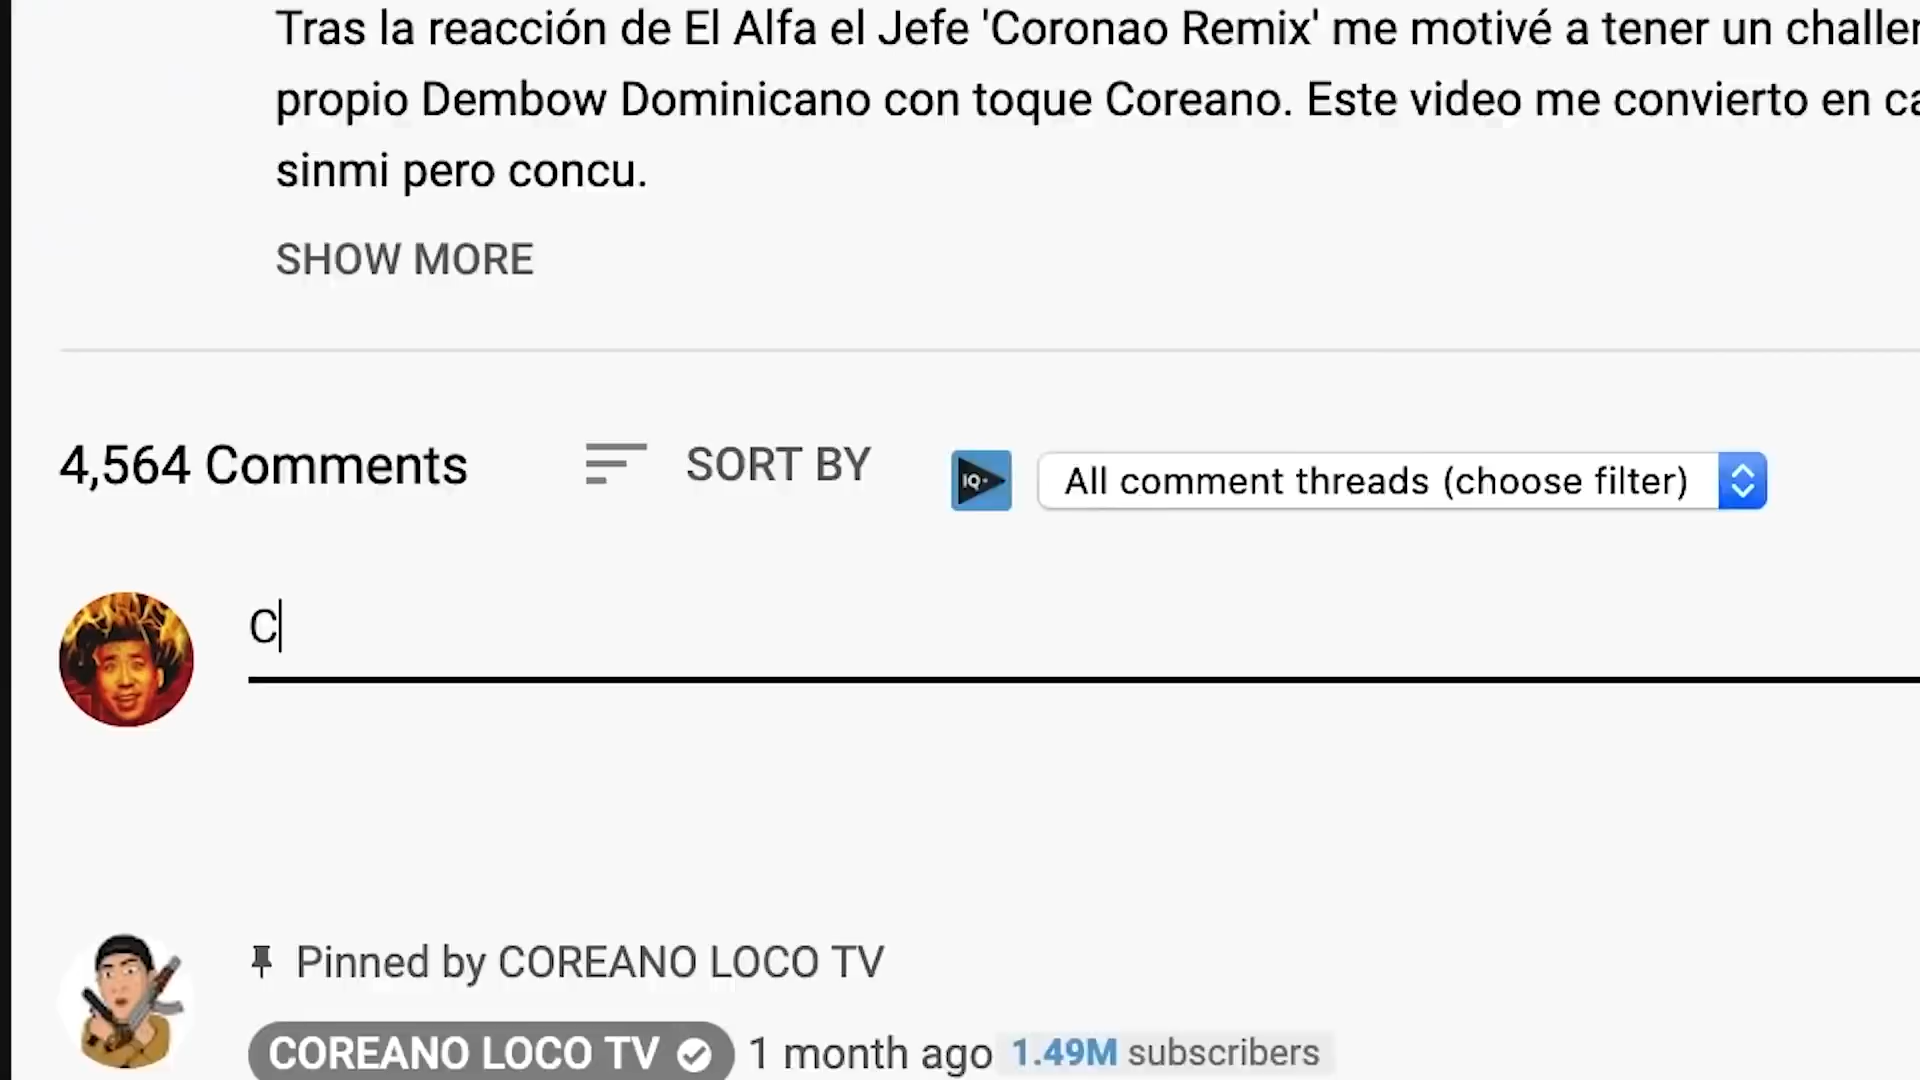 Tras la reacción de El Alfa el Jefe 'Coronao Remix' me motivé a tener un
propio Dembow Dominicano con toque Coreano. Este video me convierto en
sinmi pero concu.
SHOW MORE
4,564 Comments SORT BY IQ All comment threads (choose filter)
C
Pinned by COREANO LOCO TV
COREANO LOCO TV 1 month ago 1.49M subscribers